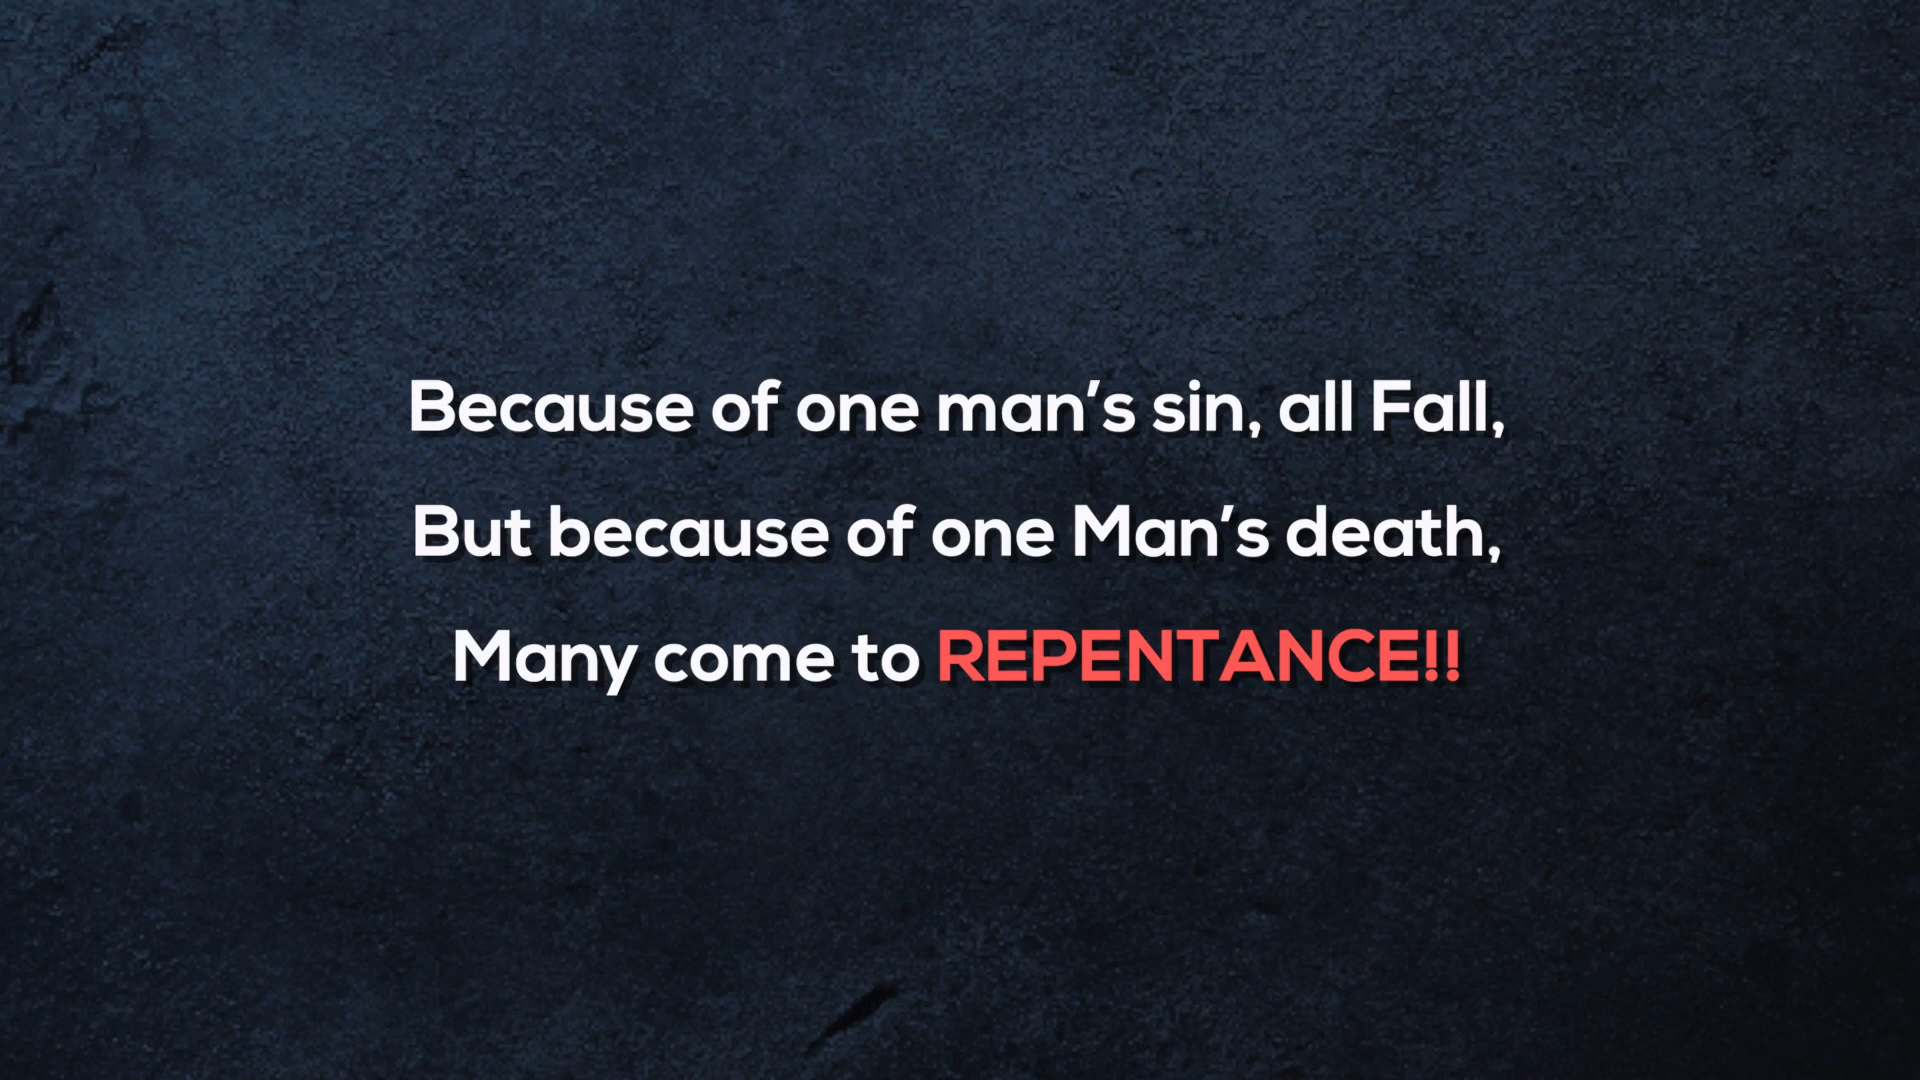 Because of one man’s sin, all Fall,
But because of one Man’s death,
Many come to REPENTANCE!!